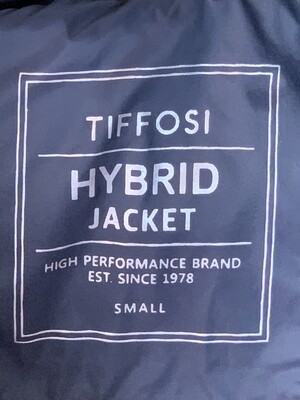 TIFFOSI
HYBRID
JACKET
HIGH PERFORMANCE BRAND
EST. SINCE 1978
SMALL